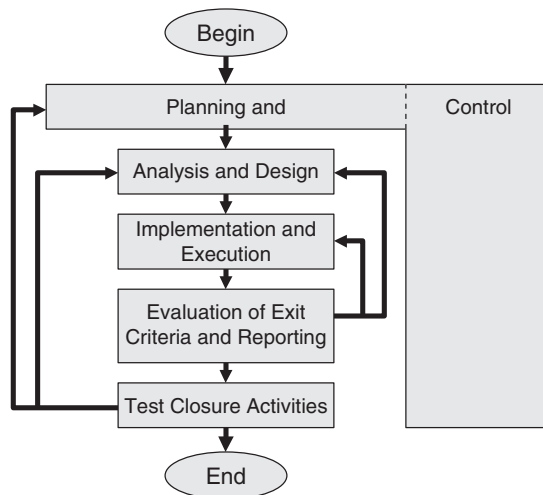 Begin
Planning and
Control
Analysis and Design
Implementation and
Execution
Evaluation of Exit
Criteria and Reporting
Test Closure Activities
End